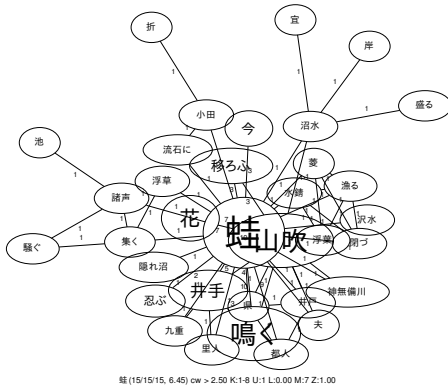 折
宜
岸
盛る
小田
今
沼水
池
流石に
移ろふ
菱
諸声
浮草
水錆
漁る
花
蛙
山吹
浮葉
沢水
騒ぐ
集く
閉づ
隠れ沼
忍ぶ
井手
県
井戸
神無備川
九重
里人
鳴く
都人
夫
蛙 (15/15/15, 6.45) cw > 2.50 K:1-8 U:1 L:0.00 M:7 Z:1.00